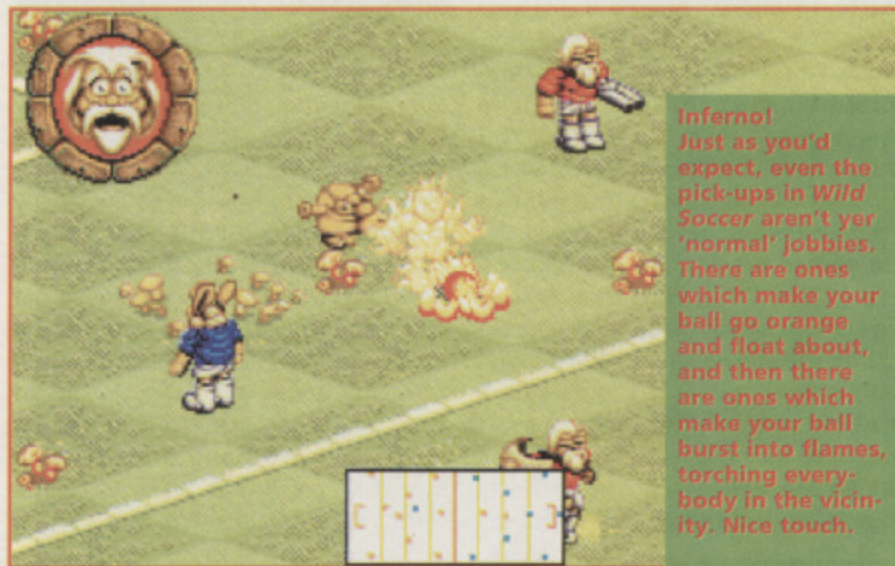 Inferno!
Just as you'd
expect, even the
pick-ups in Wild
Soccer aren't yer
'normal' jobbies.
There are ones
which make your
ball go orange
and float about,
and then there
are ones which
make your ball
burst into flames,
torching every-
body in the vicin-
ity. Nice touch.